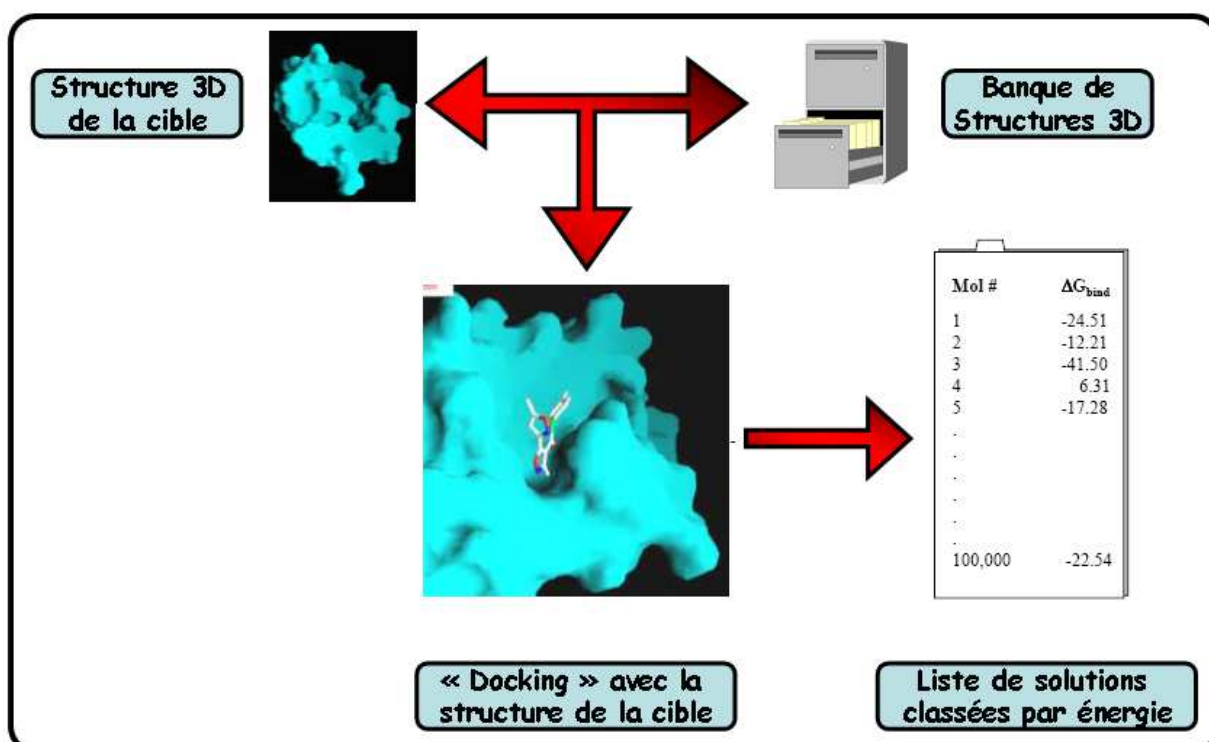 Structure 3D
de la cible
Banque de
Structures 3D
Mol # ΔGbind
1 -24.51
2 -12.21
3 -41.50
4 6.31
5 -17.28
.
.
.
.
.
.
100,000 -22.54
« Docking » avec la
structure de la cible
Liste de solutions
classées par énergie